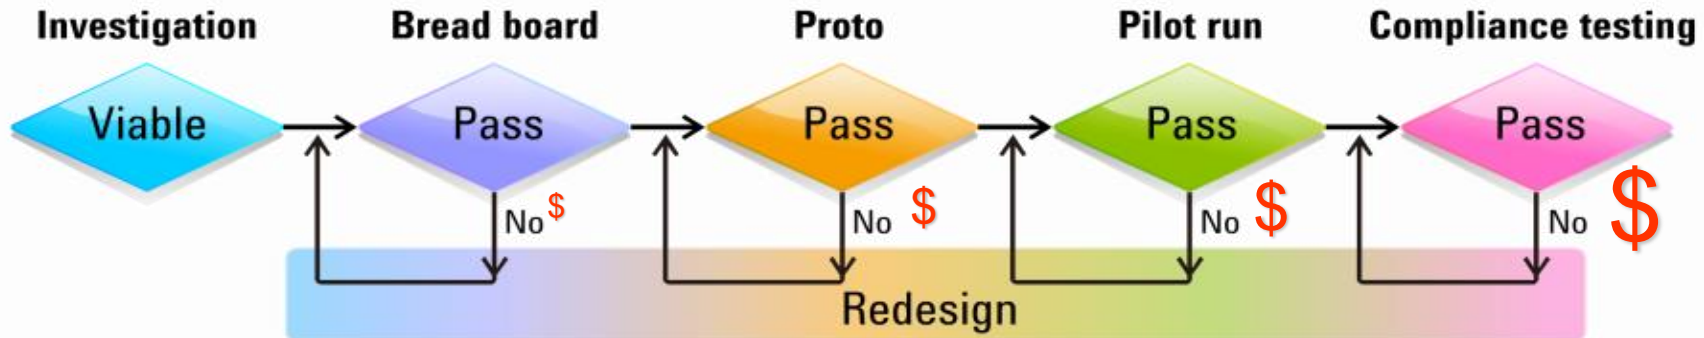 Investigation
Bread board
Proto
Pilot run
Compliance testing
Viable
Pass
Pass
Pass
Pass
No $
No $
No $
No $
Redesign